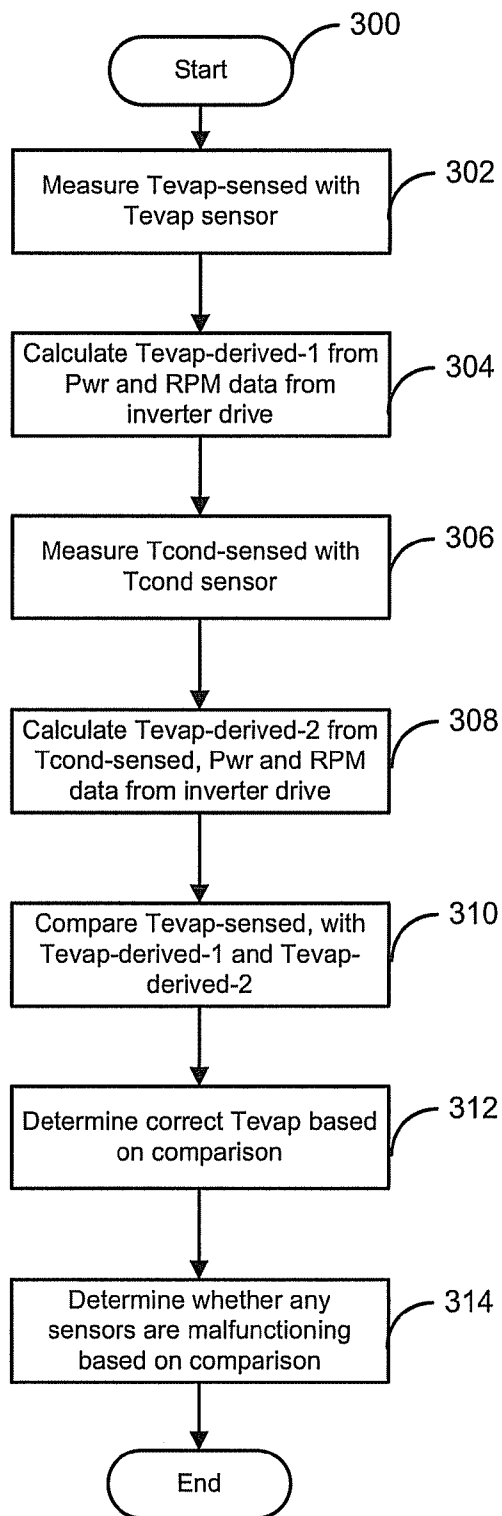 300
Start
302
Measure Tevap-sensed with
Tevap sensor
304
Calculate Tevap-derived-1 from
Pwr and RPM data from
inverter drive
306
Measure Tcond-sensed with
Tcond sensor
308
Calculate Tevap-derived-2 from
Tcond-sensed, Pwr and RPM
data from inverter drive
310
Compare Tevap-sensed, with
Tevap-derived-1 and Tevap-
derived-2
312
Determine correct Tevap based
on comparison
314
Determine whether any
sensors are malfunctioning
based on comparison
End